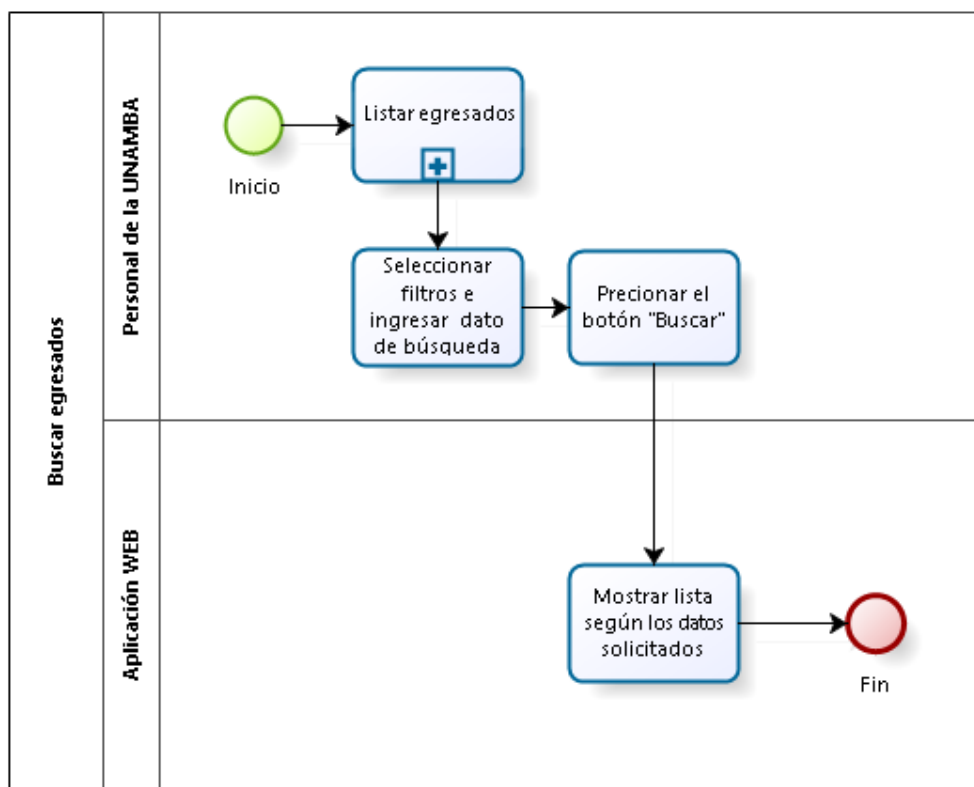 Buscar egresados
Personal de la UNAMBA
Inicio
Listar egresados
Seleccionar
filtros e
ingresar dato
de búsqueda
Precionar el
botón "Buscar"
Aplicación WEB
Mostrar lista
según los datos
solicitados
Fin